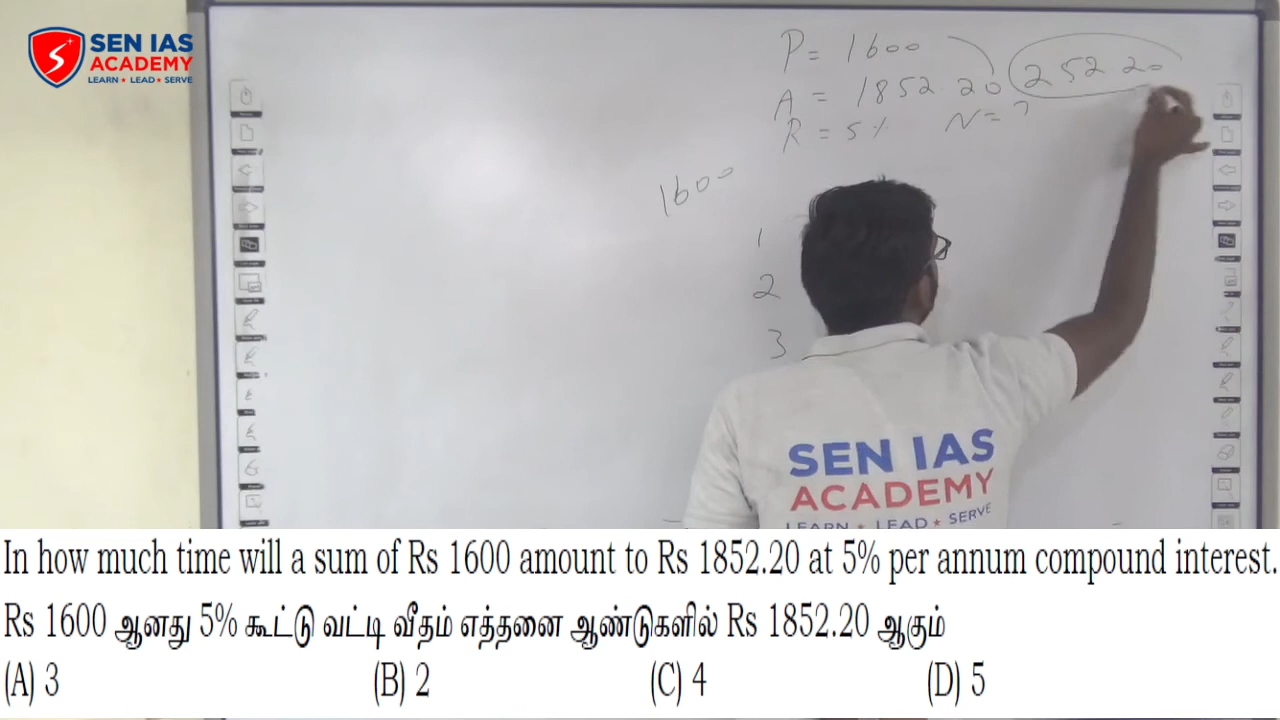 SEN IAS
ACADEMY
LEARN ★ LEAD ★ SERVE
P = 1600
A = 1852.20
252.20
R = 5%
N = ?
1600
1
2
3
SEN IAS
ACADEMY
LEARN ★ LEAD ★ SERVE
In how much time will a sum of Rs 1600 amount to Rs 1852.20 at 5% per annum compound interest.
Rs 1600 ஆனது 5% கூட்டு வட்டி வீதம் எத்தனை ஆண்டுகளில் Rs 1852.20 ஆகும்
(A) 3 (B) 2 (C) 4 (D) 5